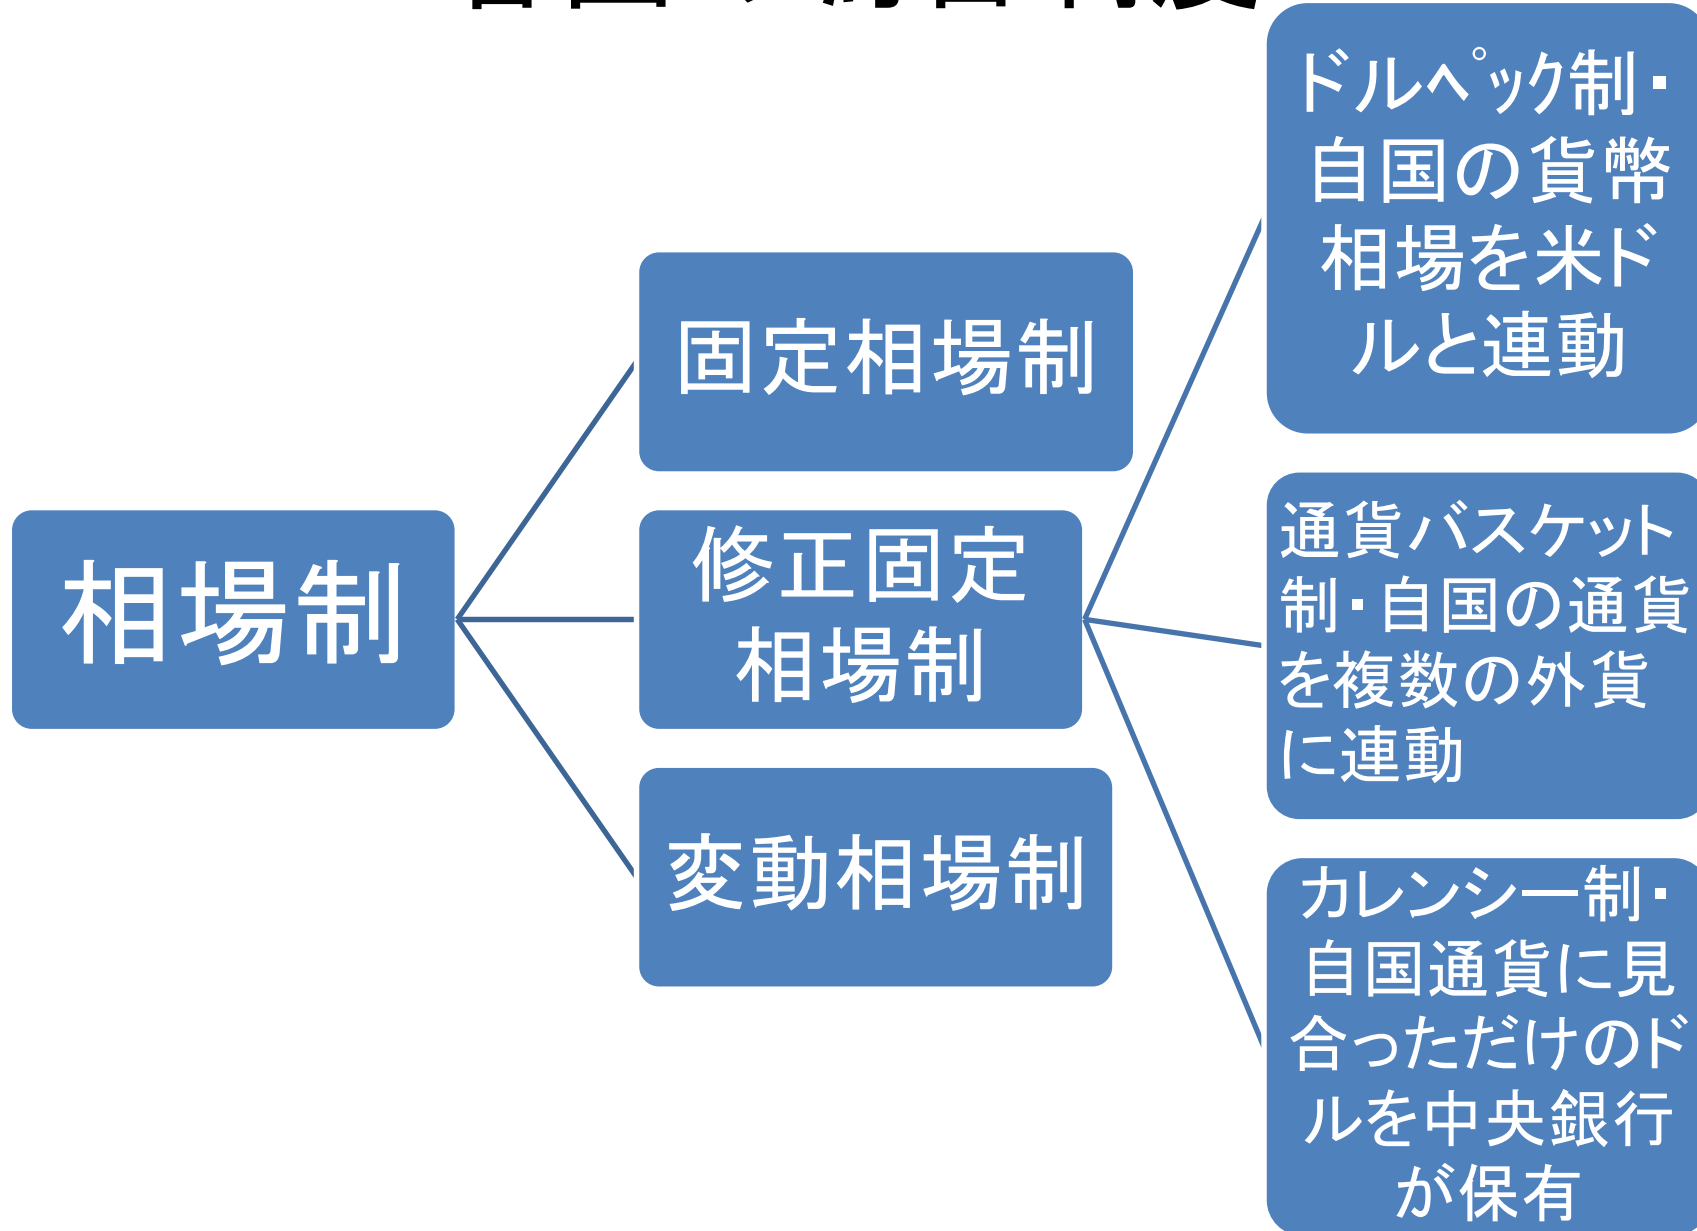 相場制
固定相場制
修正固定
相場制
変動相場制
ドルペック制・
自国の貨幣
相場を米ド
ルと連動
通貨バスケット
制・自国の通貨
を複数の外貨
に連動
カレンシー制・
自国通貨に見
合っただけのド
ルを中央銀行
が保有